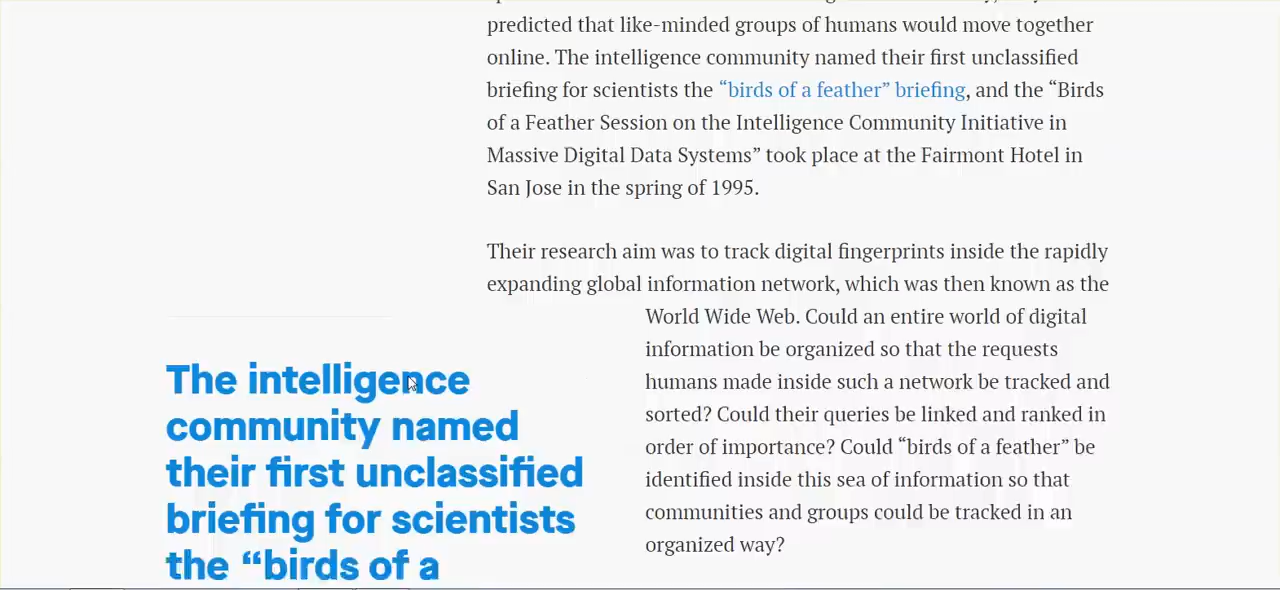 predicted that like-minded groups of humans would move together
online. The intelligence community named their first unclassified
briefing for scientists the “birds of a feather” briefing, and the “Birds
of a Feather Session on the Intelligence Community Initiative in
Massive Digital Data Systems” took place at the Fairmont Hotel in
San Jose in the spring of 1995.
Their research aim was to track digital fingerprints inside the rapidly
expanding global information network, which was then known as the
World Wide Web. Could an entire world of digital
information be organized so that the requests
humans made inside such a network be tracked and
sorted? Could their queries be linked and ranked in
order of importance? Could “birds of a feather” be
identified inside this sea of information so that
communities and groups could be tracked in an
organized way?
The intelligence
community named
their first unclassified
briefing for scientists
the “birds of a